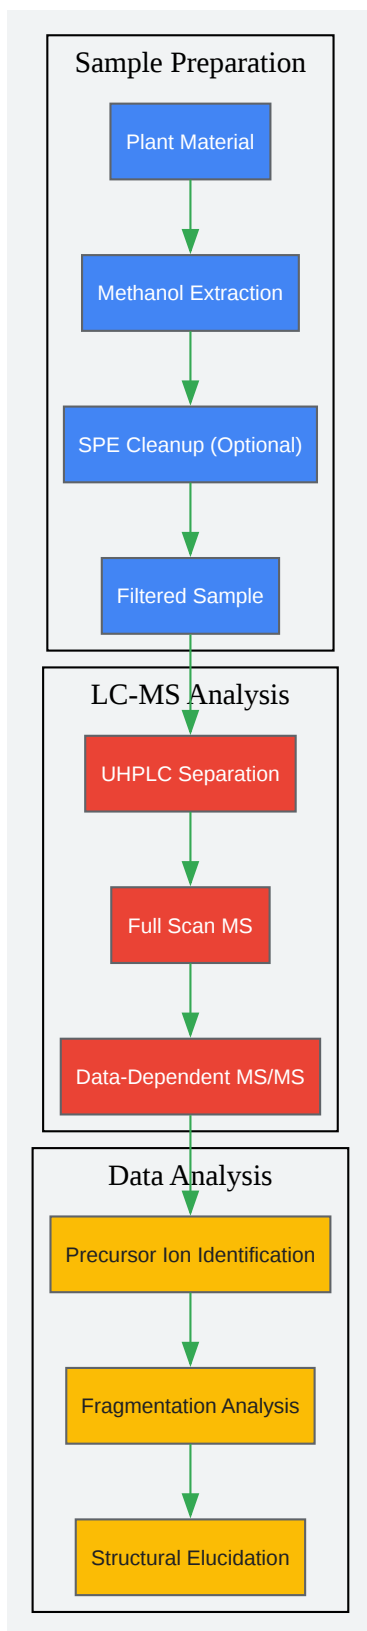 Sample Preparation
Plant Material
Methanol Extraction
SPE Cleanup (Optional)
Filtered Sample
LC-MS Analysis
UHPLC Separation
Full Scan MS
Data-Dependent MS/MS
Data Analysis
Precursor Ion Identification
Fragmentation Analysis
Structural Elucidation